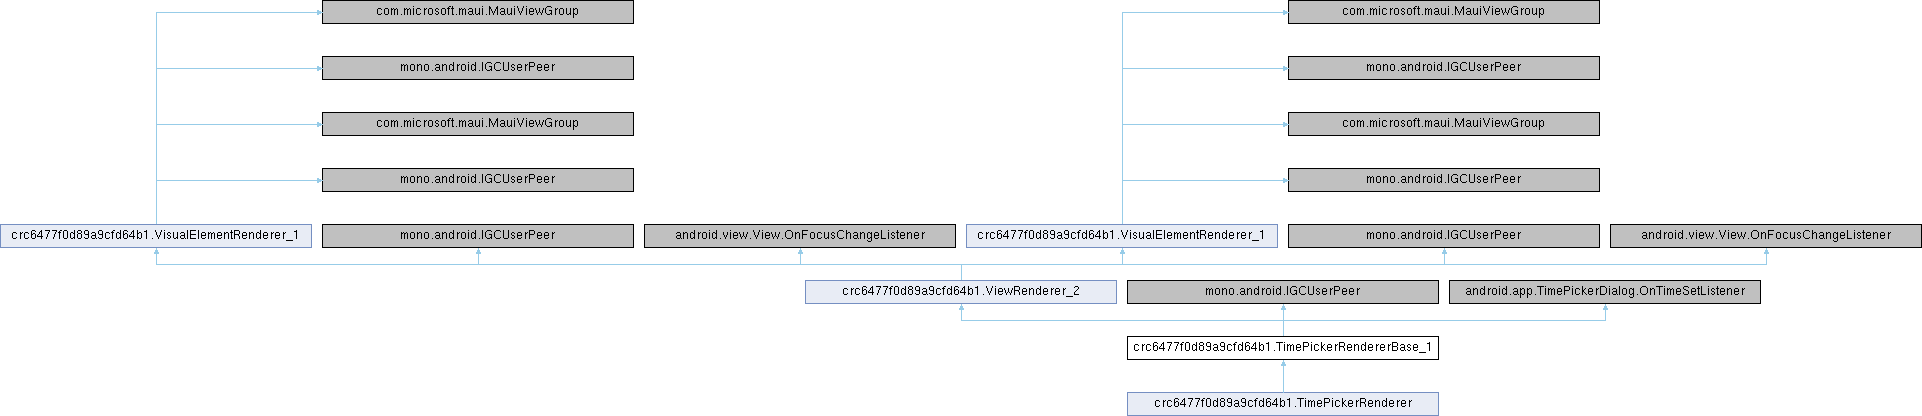 com.microsoft.maui.MauiViewGroup
com.microsoft.maui.MauiViewGroup
mono.android.IGCUserPeer
mono.android.IGCUserPeer
com.microsoft.maui.MauiViewGroup
com.microsoft.maui.MauiViewGroup
mono.android.IGCUserPeer
mono.android.IGCUserPeer
crc6477f0d89a9cfd64b1.VisualElementRenderer_1
mono.android.IGCUserPeer
android.view.View.OnFocusChangeListener
crc6477f0d89a9cfd64b1.VisualElementRenderer_1
mono.android.IGCUserPeer
android.view.View.OnFocusChangeListener
crc6477f0d89a9cfd64b1.ViewRenderer_2
mono.android.IGCUserPeer
android.app.TimePickerDialog.OnTimeSetListener
crc6477f0d89a9cfd64b1.TimePickerRendererBase_1
crc6477f0d89a9cfd64b1.TimePickerRenderer